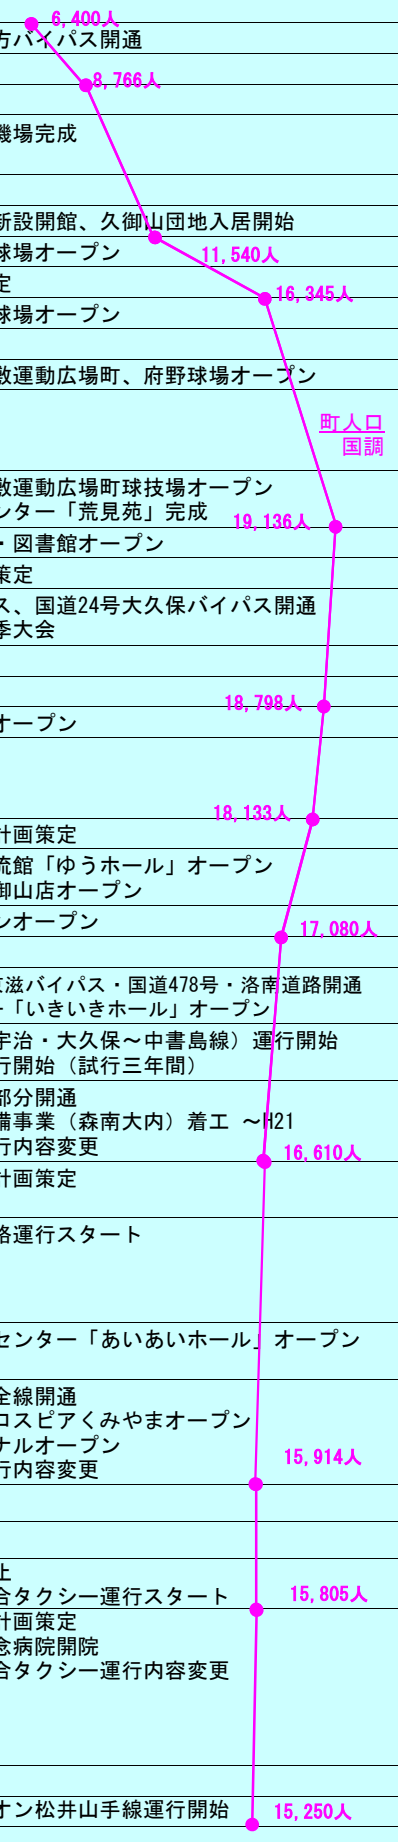 6,400人
方バイパス開通
8,766人
機場完成
新設開館、久御山団地入居開始
球場オープン
11,540人
定
16,345人
球場オープン
敷運動広場町、府野球場オープン
町人口
国調
敷運動広場町球技場オープン
ンター「荒見苑」完成
19,136人
・図書館オープン
策定
ス、国道24号大久保バイパス開通
季大会
18,798人
オープン
18,133人
計画策定
流館「ゆうホール」オープン
御山店オープン
ンオープン
17,080人
京滋バイパス・国道478号・洛南道路開通
ー「いきいきホール」オープン
宇治・大久保～中書島線）運行開始
行開始（試行三年間）
部分開通
備事業（森南大内）着工 ～H21
行内容変更
16,610人
計画策定
路運行スタート
センター「あいあいホール」オープン
全線開通
ロスピアくみやまオープン
ナルオープン
行内容変更
15,914人
止
合タクシー運行スタート
15,805人
計画策定
念病院開院
合タクシー運行内容変更
オン松井山手線運行開始
15,250人